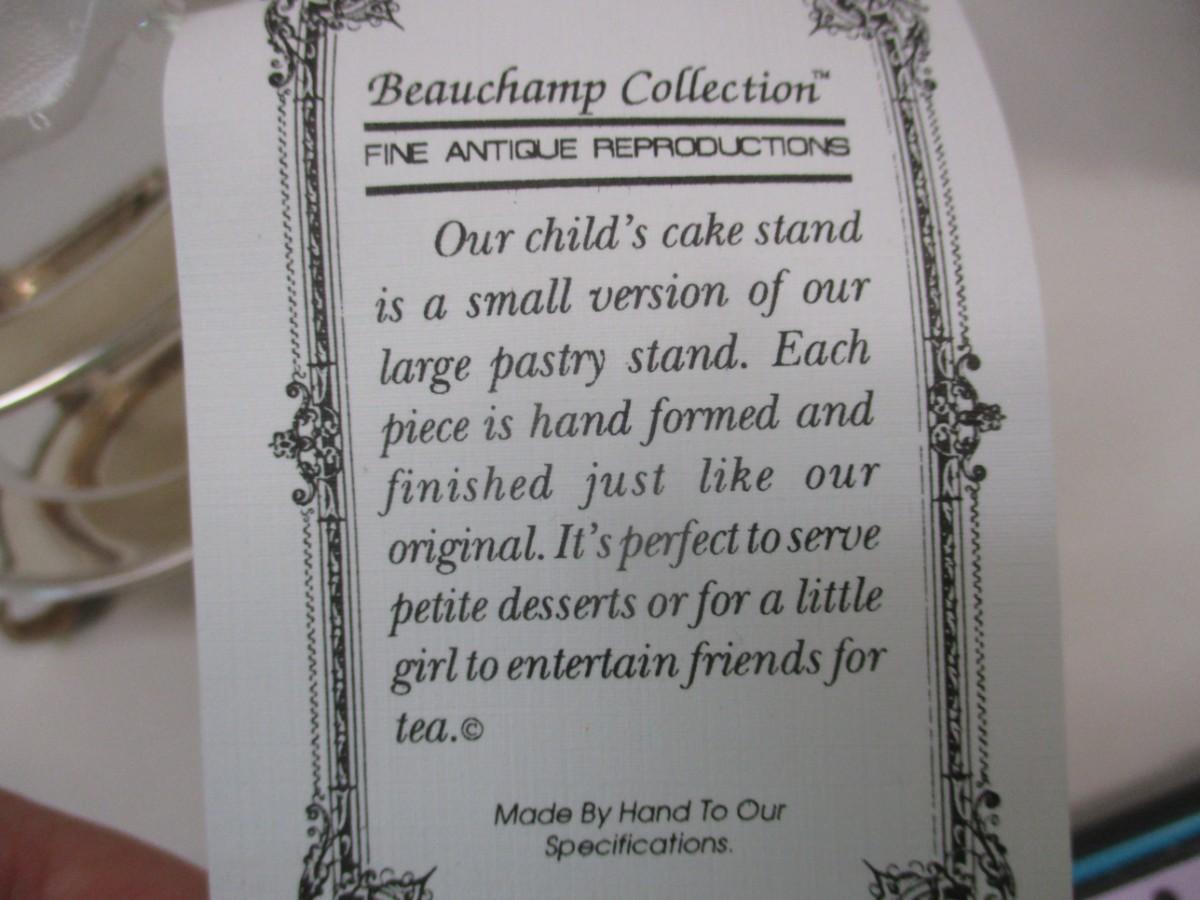 Beauchamp Collection™
FINE ANTIQUE REPRODUCTIONS
Our child's cake stand
is a small version of our
large pastry stand. Each
piece is hand formed and
finished just like our
original. It's perfect to serve
petite desserts or for a little
girl to entertain friends for
tea.©
Made By Hand To Our
Specifications.